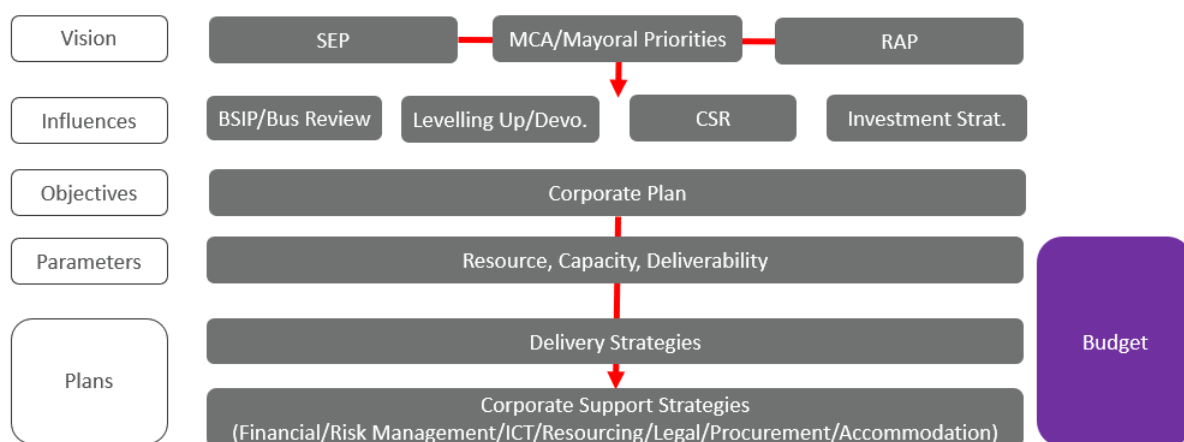 Vision
SEP
MCA/Mayoral Priorities
RAP
Influences
BSIP/Bus Review
Levelling Up/Devo.
CSR
Investment Strat.
Objectives
Corporate Plan
Parameters
Resource, Capacity, Deliverability
Plans
Delivery Strategies
Corporate Support Strategies
(Financial/Risk Management/ICT/Resourcing/Legal/Procurement/Accommodation)
Budget